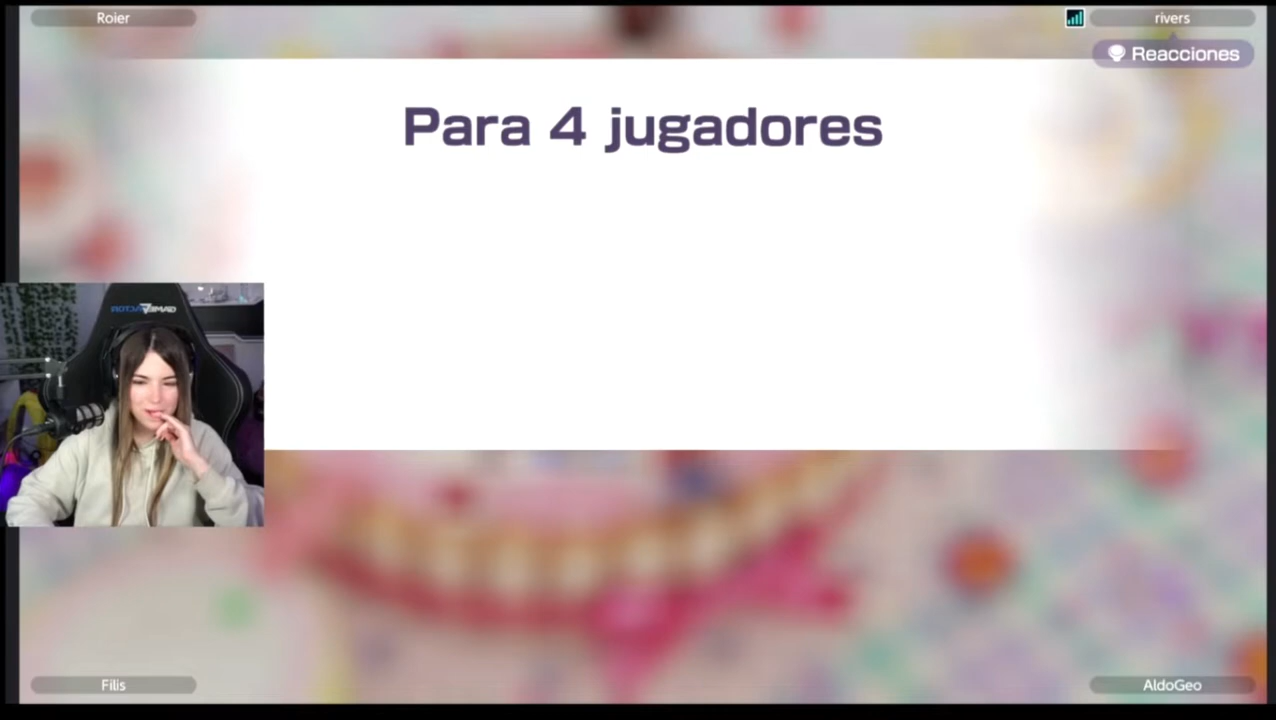 Roier
rivers
Reacciones
Para 4 jugadores
Filis
AldoGeo